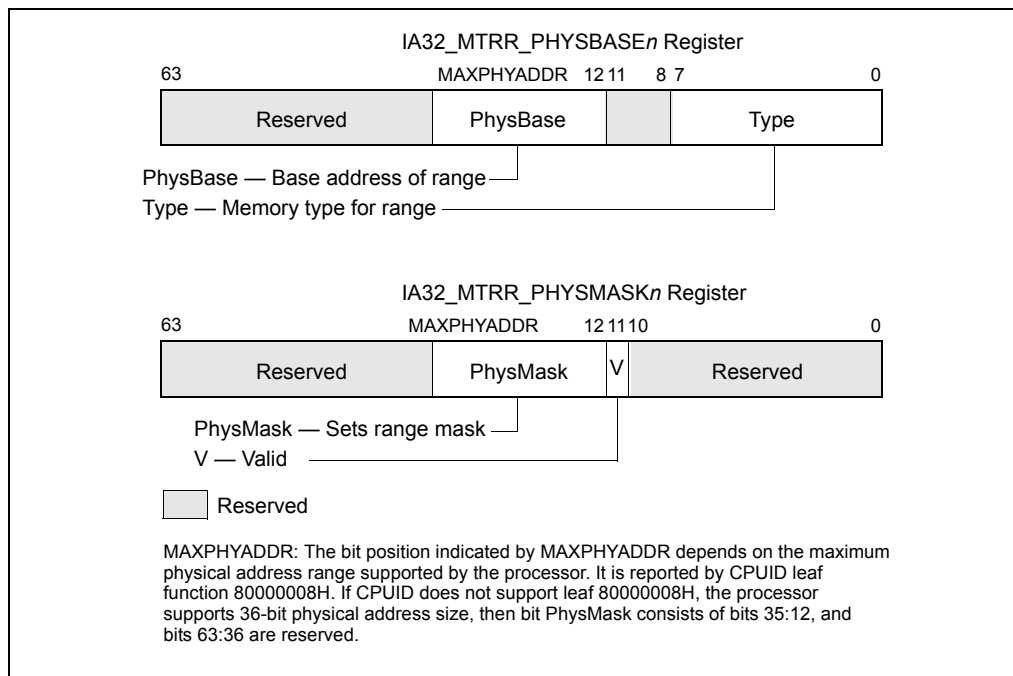 IA32_MTRR_PHYSBASEn Register
63 MAXPHYADDR 12 11 8 7 0
Reserved PhysBase Type
PhysBase — Base address of range
Type — Memory type for range
IA32_MTRR_PHYSMASKn Register
63 MAXPHYADDR 12 11 10 0
Reserved PhysMask V Reserved
PhysMask — Sets range mask
V — Valid
Reserved
MAXPHYADDR: The bit position indicated by MAXPHYADDR depends on the maximum
physical address range supported by the processor. It is reported by CPUID leaf
function 80000008H. If CPUID does not support leaf 80000008H, the processor
supports 36-bit physical address size, then bit PhysMask consists of bits 35:12, and
bits 63:36 are reserved.